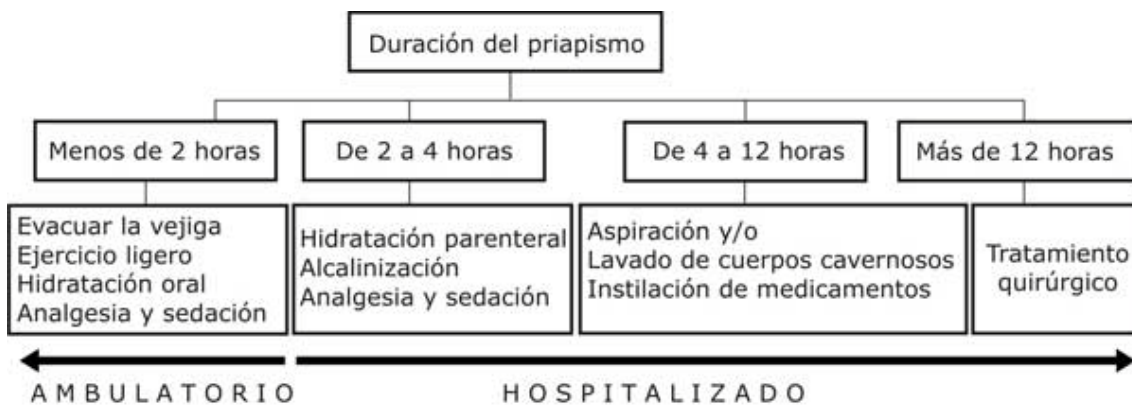 Duración del priapismo
Menos de 2 horas
De 2 a 4 horas
De 4 a 12 horas
Más de 12 horas
Evacuar la vejiga
Ejercicio ligero
Hidratación oral
Analgesia y sedación
Hidratación parenteral
Alcalinización
Analgesia y sedación
Aspiración y/o
Lavado de cuerpos cavernosos
Instilación de medicamentos
Tratamiento
quirúrgico
AMBULATORIO
HOSPITALIZADO